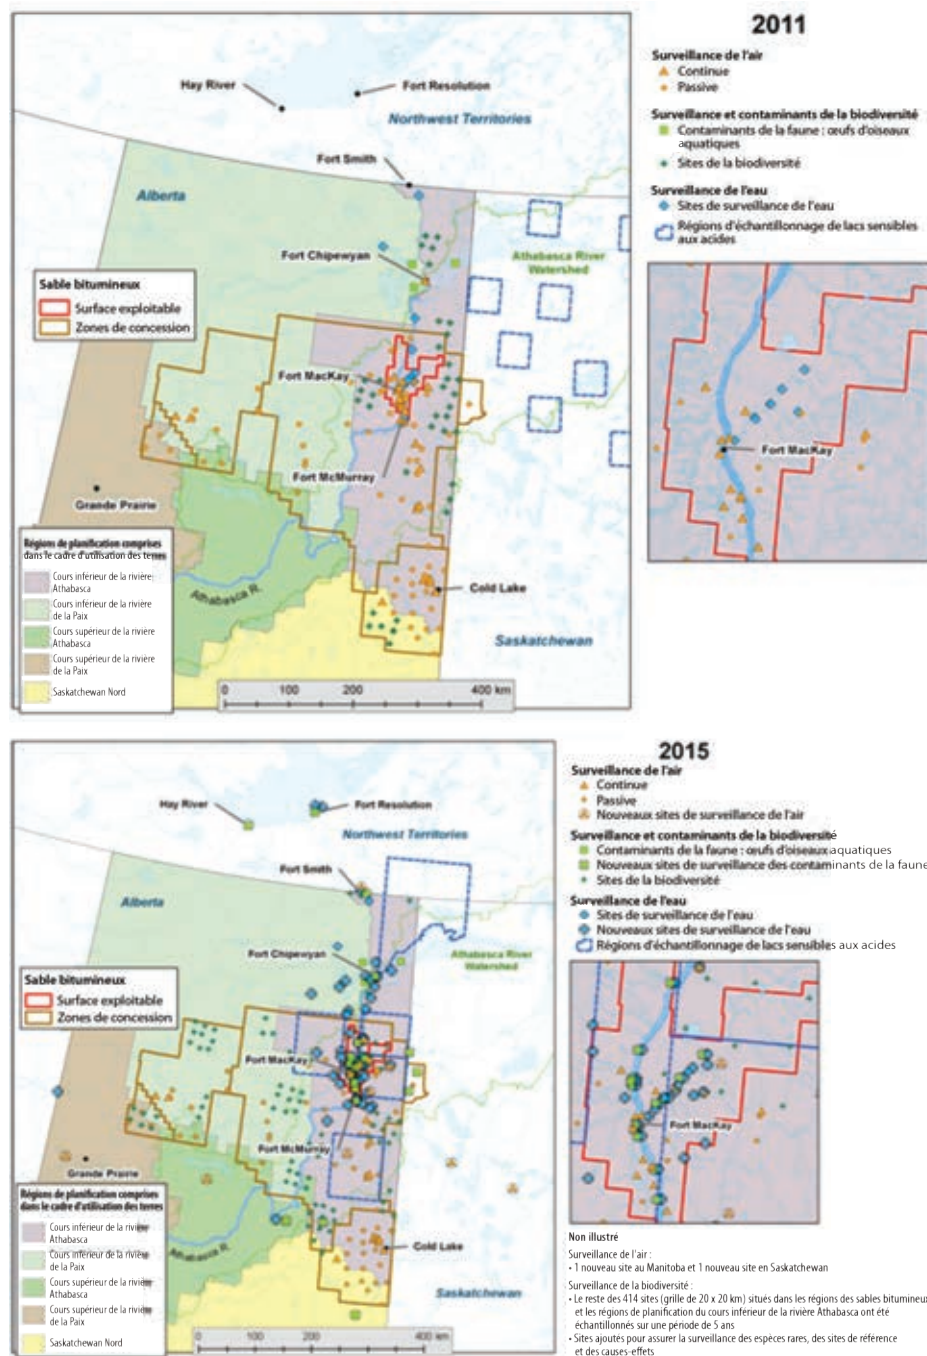 2011
Surveillance de l'air
Continue
Passive
Surveillance et contaminants de la biodiversité
Contaminants de la faune : œufs d'oiseaux
aquatiques
Sites de la biodiversité
Surveillance de l'eau
Sites de surveillance de l'eau
Régions d'échantillonnage de lacs sensibles
aux acides
Hay River
Fort Resolution
Northwest Territories
Fort Smith
Alberta
Fort Chipewyan
Athabasca River
Watershed
Sable bitumineux
Surface exploitable
Zones de concession
Fort MacKay
Fort McMurray
Grande Prairie
Athabasca R.
Cold Lake
Saskatchewan
Régions de planification comprises
dans le cadre d'utilisation des terres
Cours inférieur de la rivière
Athabasca
Cours inférieur de la rivière
de la Paix
Cours supérieur de la rivière
Athabasca
Cours supérieur de la rivière
de la Paix
Saskatchewan Nord
0 100 200 400 km
Fort MacKay
2015
Surveillance de l'air
Continue
Passive
Nouveaux sites de surveillance de l'air
Surveillance et contaminants de la biodiversité
Contaminants de la faune : œufs d'oiseaux aquatiques
Nouveaux sites de surveillance des contaminants de la faune
Sites de la biodiversité
Surveillance de l'eau
Sites de surveillance de l'eau
Nouveaux sites de surveillance de l'eau
Régions d'échantillonnage de lacs sensibles aux acides
Hay River
Fort Resolution
Northwest Territories
Fort Smith
Alberta
Fort Chipewyan
Athabasca River
Watershed
Sable bitumineux
Surface exploitable
Zones de concession
Fort MacKay
Fort McMurray
Grande Prairie
Athabasca R.
Cold Lake
Saskatchewan
Régions de planification comprises
dans le cadre d'utilisation des terres
Cours inférieur de la rivière
Athabasca
Cours inférieur de la rivière
de la Paix
Cours supérieur de la rivière
Athabasca
Cours supérieur de la rivière
de la Paix
Saskatchewan Nord
0 100 200 400 km
Fort MacKay
Non illustré
Surveillance de l'air :
• 1 nouveau site au Manitoba et 1 nouveau site en Saskatchewan
Surveillance de la biodiversité :
• Le reste des 414 sites (grille de 20 x 20 km) situés dans les régions des sables bitumineux
et les régions de planification du cours inférieur de la rivière Athabasca ont été
échantillonnés sur une période de 5 ans
• Sites ajoutés pour assurer la surveillance des espèces rares, des sites de référence
et des causes-effets